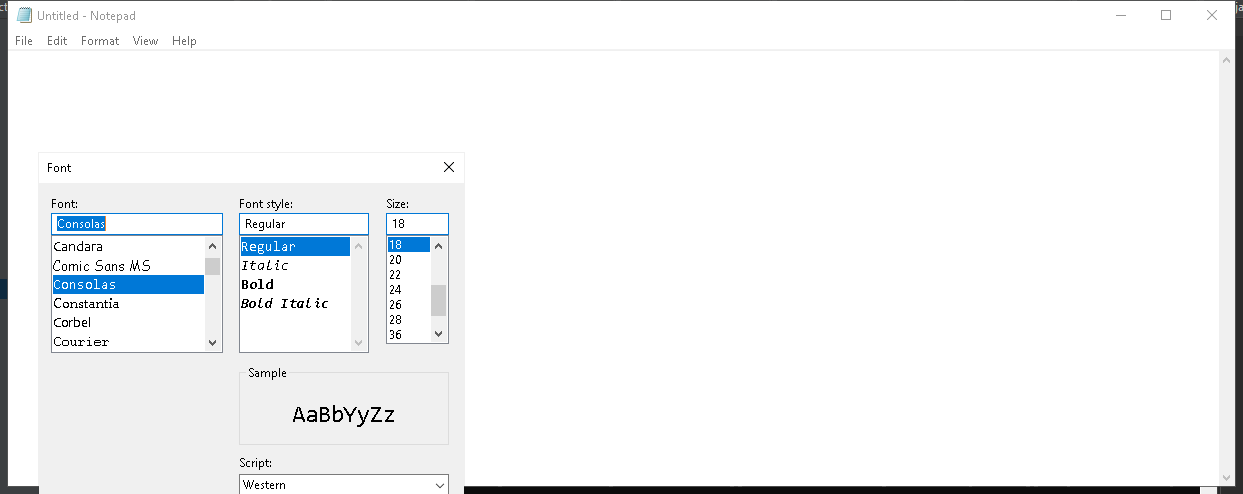 Untitled - Notepad
File Edit Format View Help
Font
Font: Font style: Size:
Consolas Regular 18
Candara
Comic Sans MS
Consolas
Constantia
Corbel
Courier
Regular
Italic
Bold
Bold Italic
18
20
22
24
26
28
36
Sample
AaBbYyZz
Script:
Western